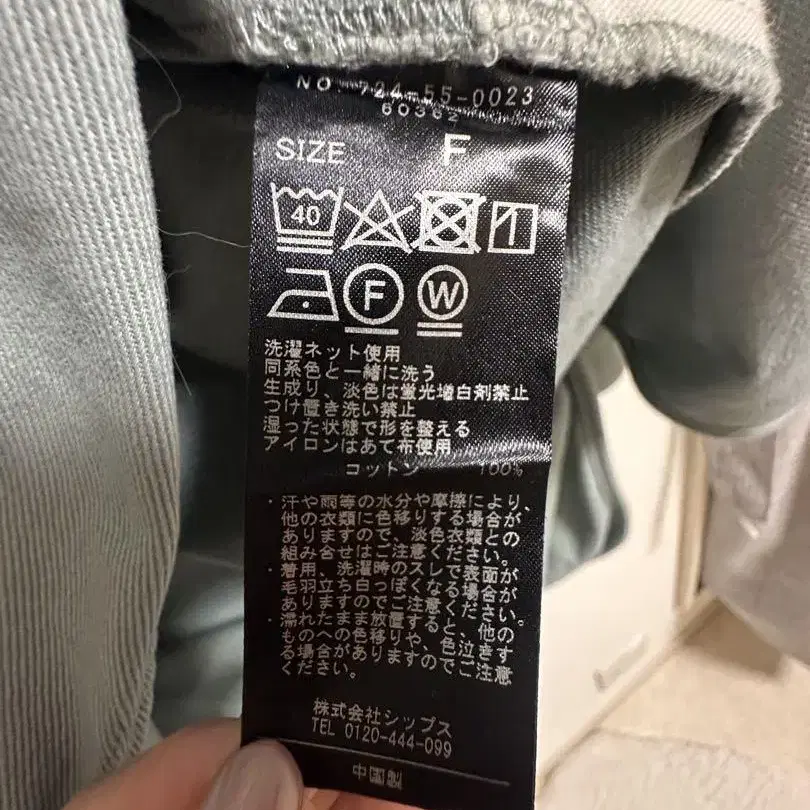 NO. 724-55-0023
60362
SIZE F
40
F W
洗濯ネット使用
同系色と一緒に洗う
生成り、淡色は蛍光増白剤禁止
つけ置き洗い禁止
湿った状態で形を整える
アイロンはあて布使用
コットン 100%
・汗や雨等の水分や摩擦により、
他の衣類に色移りする場合が
ありますので、淡色衣類との
組み合せはご注意ください。
・着用、洗濯時のスレで表面が
毛羽立ち白っぽくなる場合が
ありますのでご注意ください。
・濡れたまま放置すると、他の
ものへの色移りや、色泣きす
る場合がありますのでご注意
ください。
株式会社シップス
TEL 0120-444-099
中国製